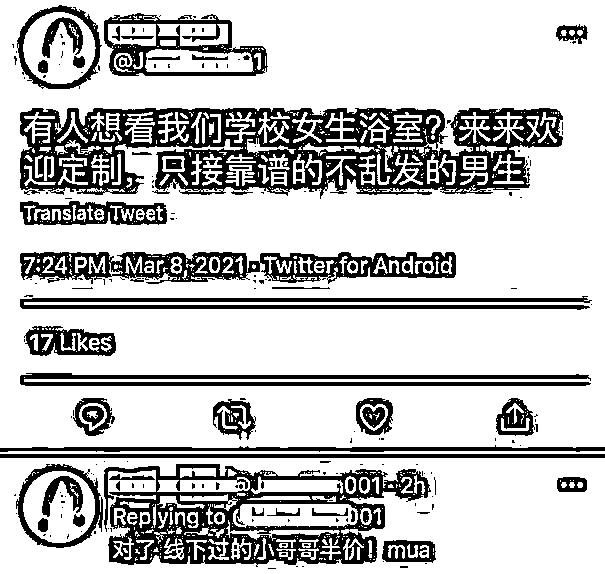 @J 1
有人想看我们学校女生浴室？来来欢
迎定制，只接靠谱的不乱发的男生
Translate Tweet
7:24 PM · Mar 8, 2021 · Twitter for Android
17 Likes
@J 001 · 2h
Replying to 001
对了 线下过的小哥哥半价！mua